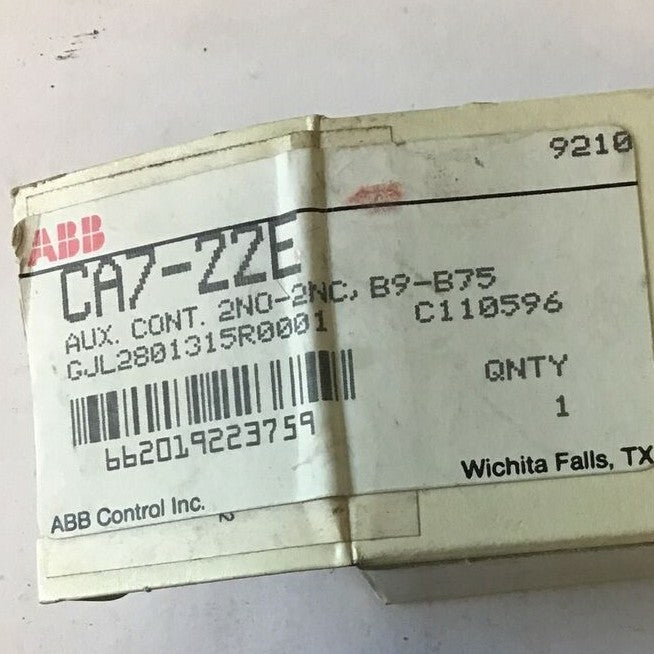 9210
ABB
CA7-22E
AUX. CONT. 2NO-2NC, B9-B75
GJL2801315R0001 C110596
QNTY
1
662019223759
Wichita Falls, TX
ABB Control Inc.